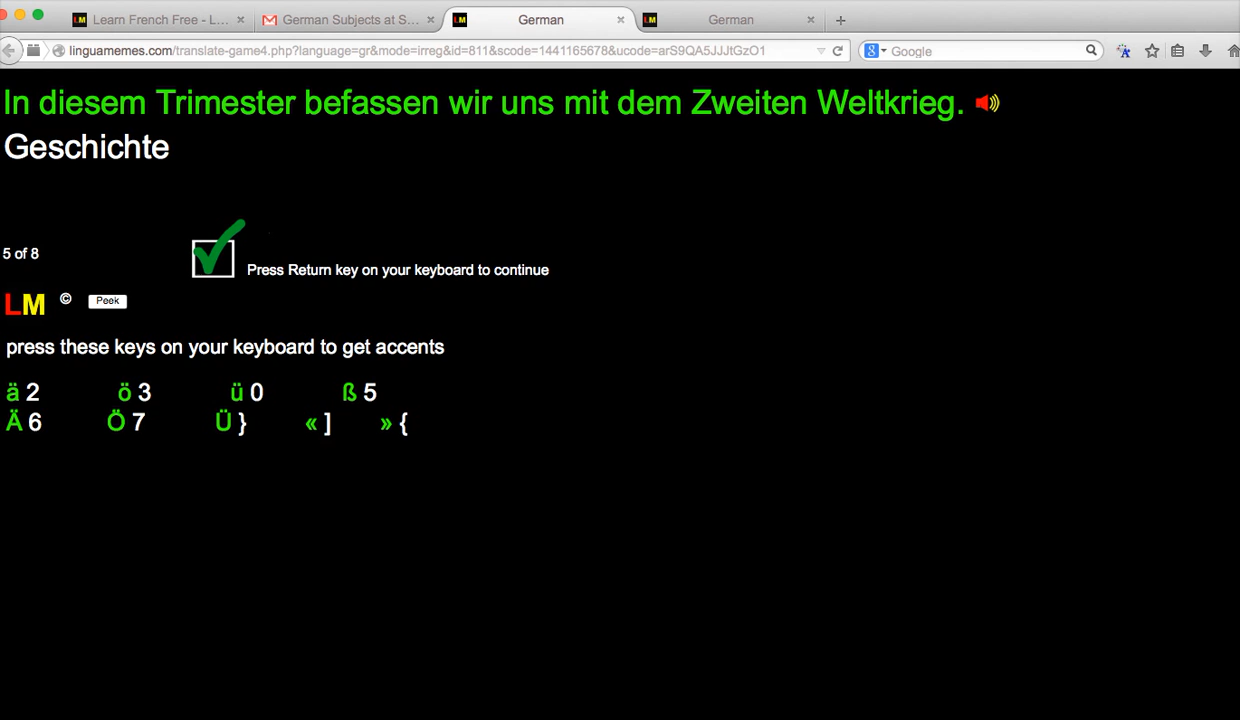 Learn French Free - L...
German Subjects at S...
German
German
linguamemes.com/translate-game4.php?language=gr&mode=irreg&id=811&scode=1441165678&ucode=arS9QA5JJJtGzO1
Google
In diesem Trimester befassen wir uns mit dem Zweiten Weltkrieg.
Geschichte
5 of 8
Press Return key on your keyboard to continue
LM © Peek
press these keys on your keyboard to get accents
ä 2 ö 3 ü 0 ß 5
Ä 6 Ö 7 Ü } « ] » {